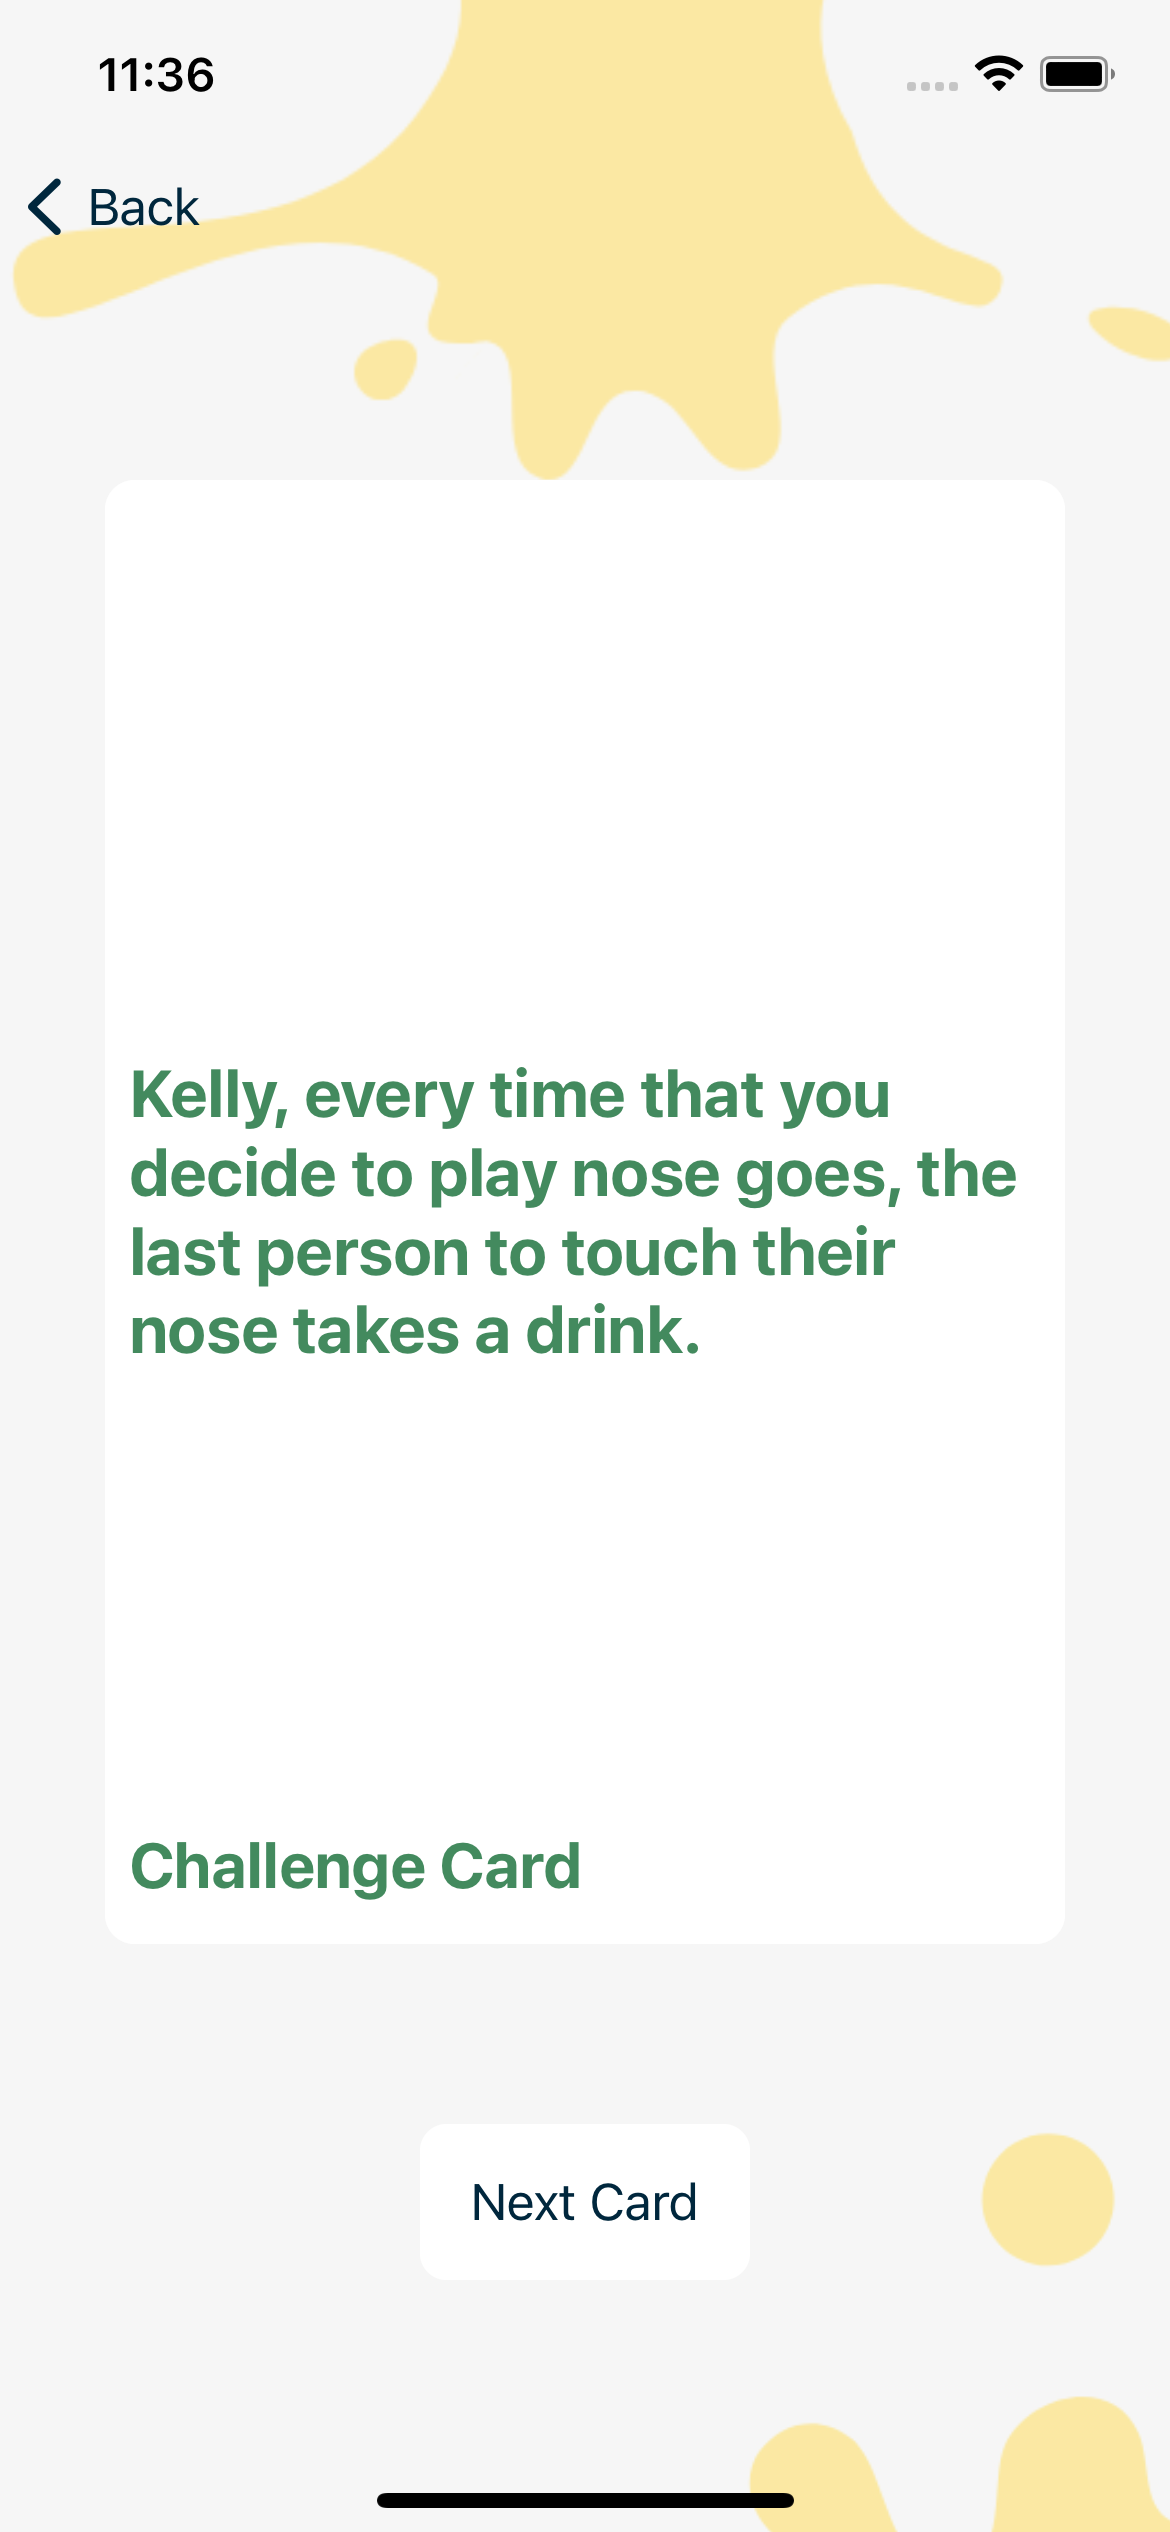 11:36
Back
Kelly, every time that you
decide to play nose goes, the
last person to touch their
nose takes a drink.
Challenge Card
Next Card